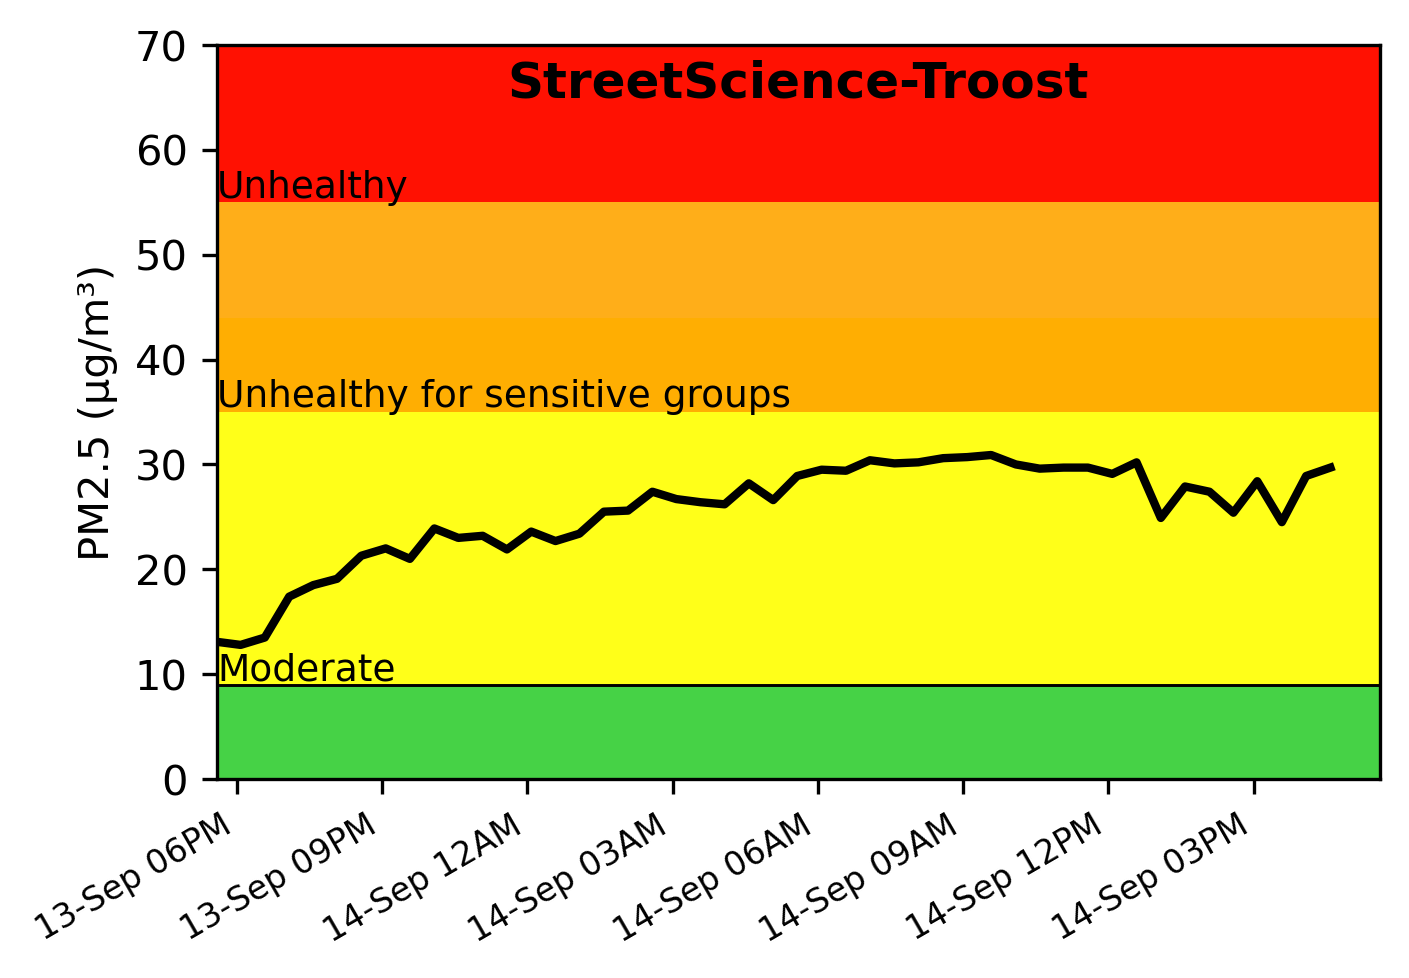 StreetScience-Troost
PM2.5 (µg/m³)
70
60
50
40
30
20
10
0
Unhealthy
Unhealthy for sensitive groups
Moderate
13-Sep 06PM
13-Sep 09PM
14-Sep 12AM
14-Sep 03AM
14-Sep 06AM
14-Sep 09AM
14-Sep 12PM
14-Sep 03PM